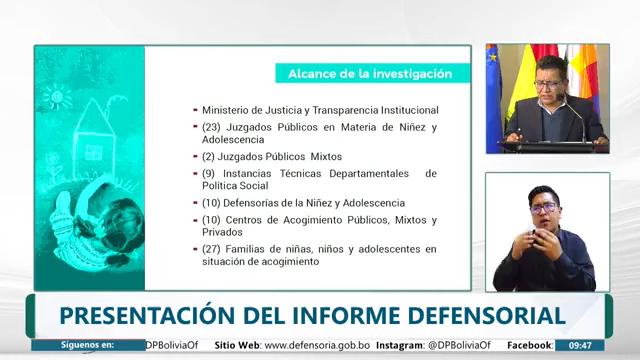 Alcance de la investigación
Ministerio de Justicia y Transparencia Institucional
(23) Juzgados Públicos en Materia de Niñez y
Adolescencia
(2) Juzgados Públicos Mixtos
(9) Instancias Técnicas Departamentales de
Política Social
(10) Defensorías de la Niñez y Adolescencia
(10) Centros de Acogimiento Públicos, Mixtos y
Privados
(27) Familias de niñas, niños y adolescentes en
situación de acogimiento
PRESENTACIÓN DEL INFORME DEFENSORIAL
Síguenos en: DPBoliviaOf Sitio Web: www.defensoria.gob.bo Instagram: @DPBoliviaOf Facebook: 09:47